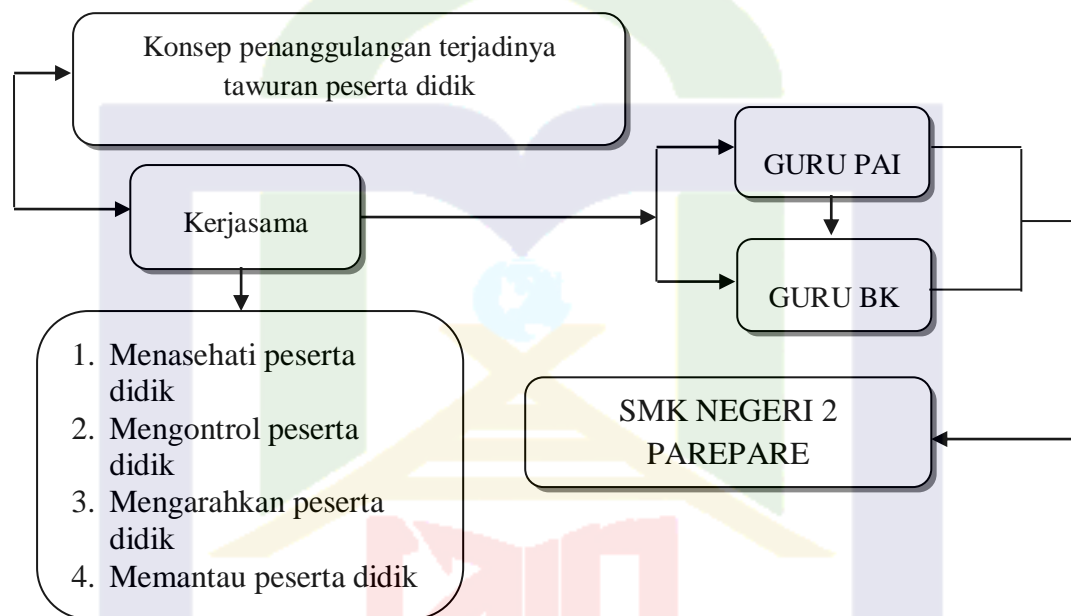 Konsep penanggulangan terjadinya
tawuran peserta didik
GURU PAI
Kerjasama
GURU BK
1. Menasehati peserta
didik
2. Mengontrol peserta
didik
3. Mengarahkan peserta
didik
4. Memantau peserta didik
SMK NEGERI 2
PAREPARE